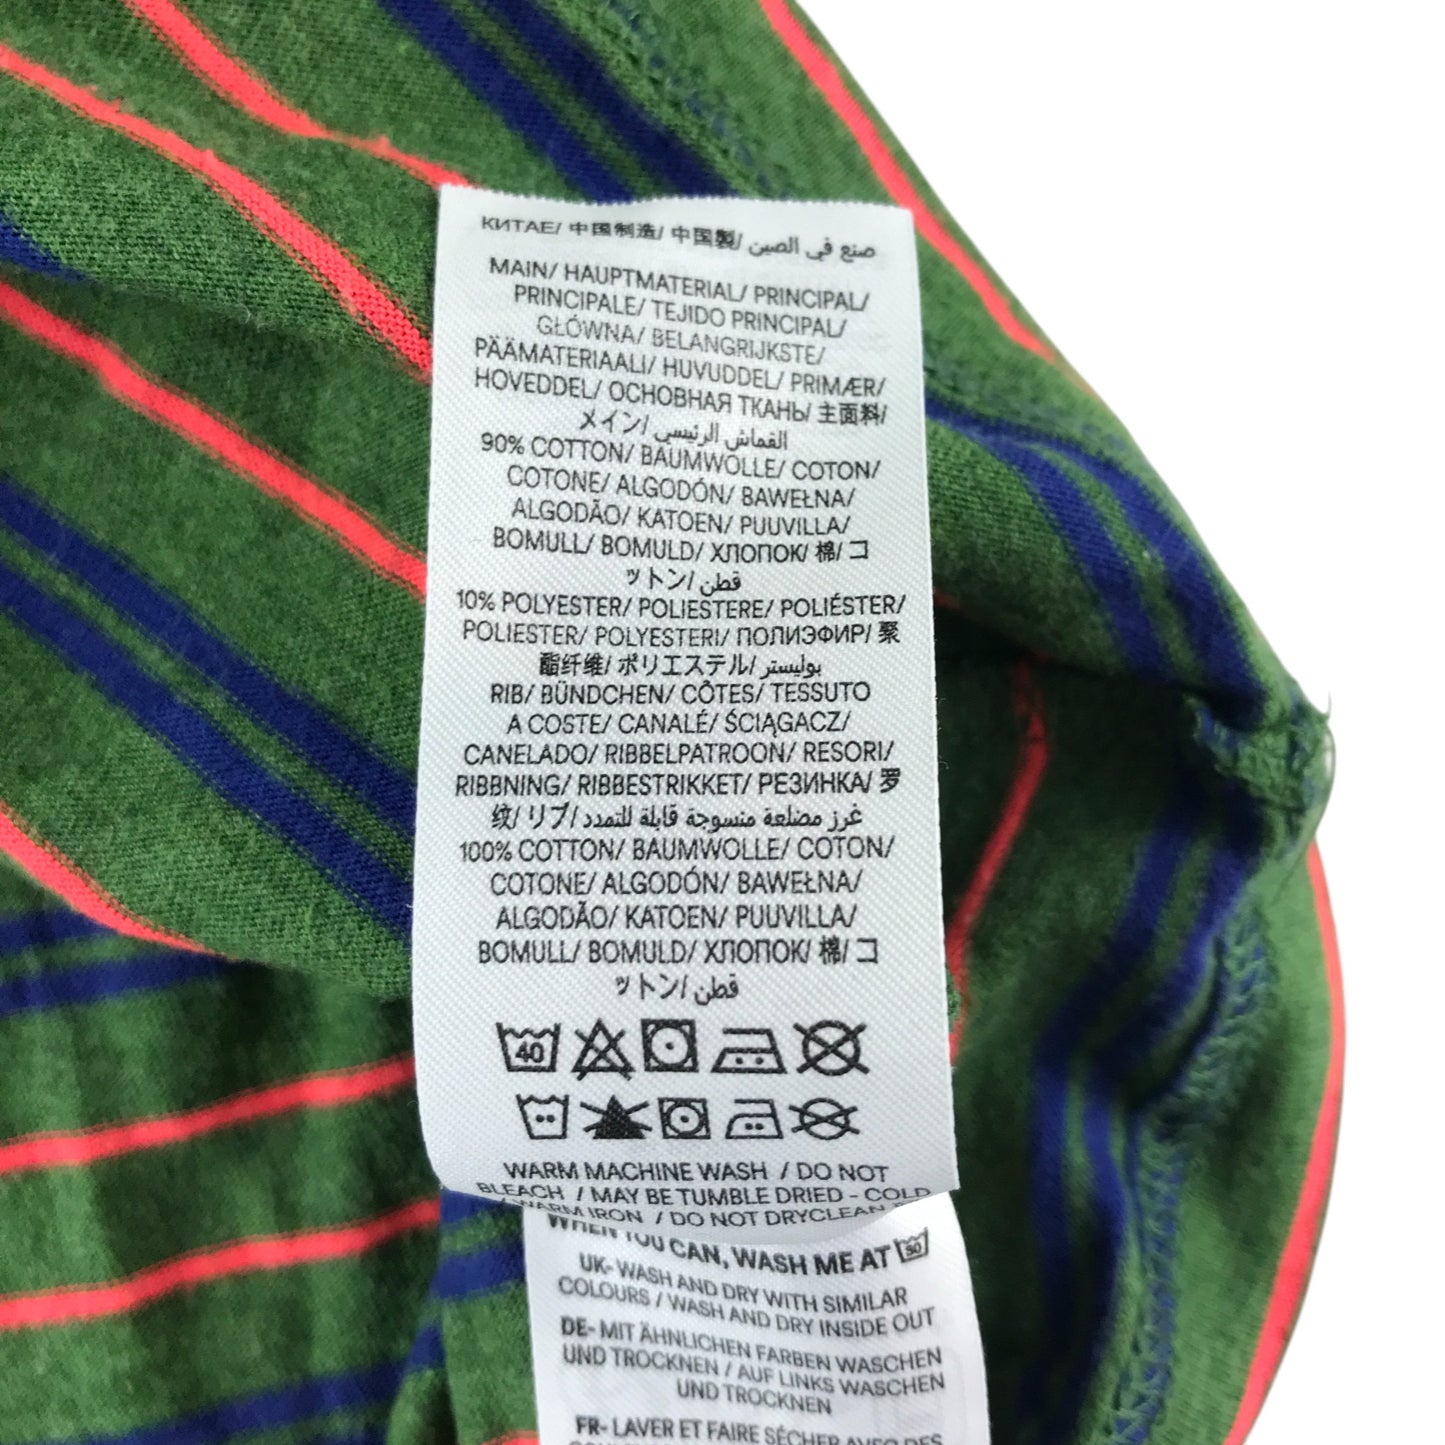 КИТАЕ/ 中国制造/ 中国製/ صنع في الصين
MAIN/ HAUPTMATERIAL/ PRINCIPAL/
PRINCIPALE/ TEJIDO PRINCIPAL/
GŁÓWNA/ BELANGRIJKSTE/
PÄÄMATERIAALI/ HUVUDDEL/ PRIMÆR/
HOVEDDEL/ ОСНОВНАЯ ТКАНЬ/ 主面料/
メイン/ القماش الرئيسي/
90% COTTON/ BAUMWOLLE/ COTON/
COTONE/ ALGODÓN/ BAWEŁNA/
ALGODÃO/ KATOEN/ PUUVILLA/
BOMULL/ BOMULD/ ХЛОПОК/ 棉/ コ
ットン/ قطن
10% POLYESTER/ POLIESTERE/ POLIÉSTER/
POLIESTER/ POLYESTERI/ ПОЛИЭФИР/ 聚
酯纤维/ ポリエステル/ بوليستر
RIB/ BÜNDCHEN/ CÔTES/ TESSUTO
A COSTE/ CANALÉ/ ŚCIĄGACZ/
CANELADO/ RIBBELPATROON/ RESORI/
RIBBNING/ RIBBESTRIKKET/ РЕЗИНКА/ 罗
纹/ リブ/ غرز مضلعة منسوجة قابلة للتمدد
100% COTTON/ BAUMWOLLE/ COTON/
COTONE/ ALGODÓN/ BAWEŁNA/
ALGODÃO/ KATOEN/ PUUVILLA/
BOMULL/ BOMULD/ ХЛОПОК/ 棉/ コ
ットン/ قطن
40
WARM MACHINE WASH / DO NOT
BLEACH / MAY BE TUMBLE DRIED - COLD
/ WARM IRON / DO NOT DRYCLEAN
WHEN YOU CAN, WASH ME AT 30
UK- WASH AND DRY WITH SIMILAR
COLOURS / WASH AND DRY INSIDE OUT
DE- MIT ÄHNLICHEN FARBEN WASCHEN
UND TROCKNEN / AUF LINKS WASCHEN
UND TROCKNEN
FR- LAVER ET FAIRE SÉCHER AVEC DES